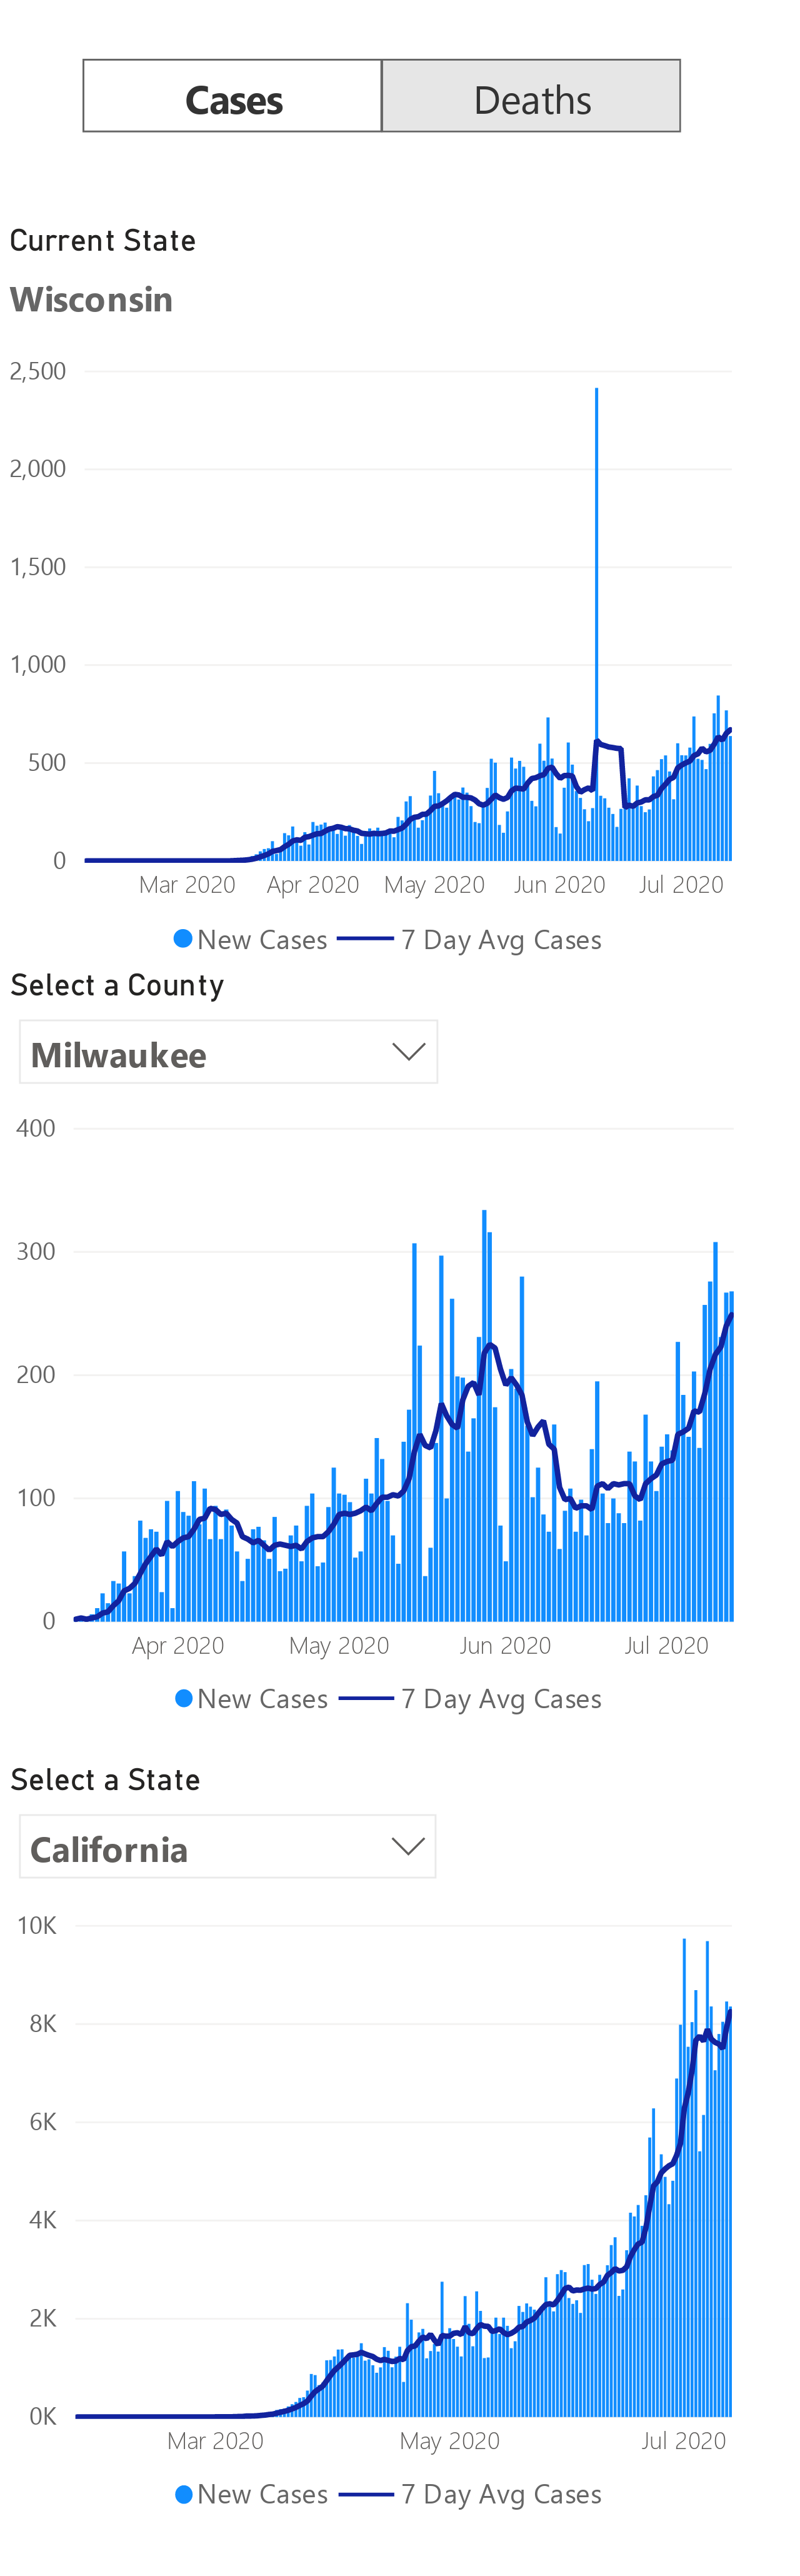 Cases Deaths
Current State
Wisconsin
2,500
2,000
1,500
1,000
500
0
Mar 2020 Apr 2020 May 2020 Jun 2020 Jul 2020
New Cases 7 Day Avg Cases
Select a County
Milwaukee
400
300
200
100
0
Apr 2020 May 2020 Jun 2020 Jul 2020
New Cases 7 Day Avg Cases
Select a State
California
10K
8K
6K
4K
2K
0K
Mar 2020 May 2020 Jul 2020
New Cases 7 Day Avg Cases